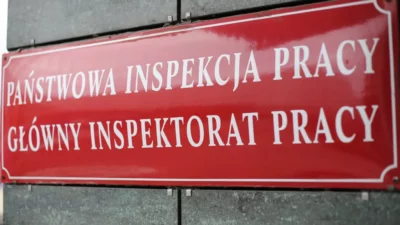 PAŃSTWOWA INSPEKCJA PRACY
GŁÓWNY INSPEKTORAT PRACY